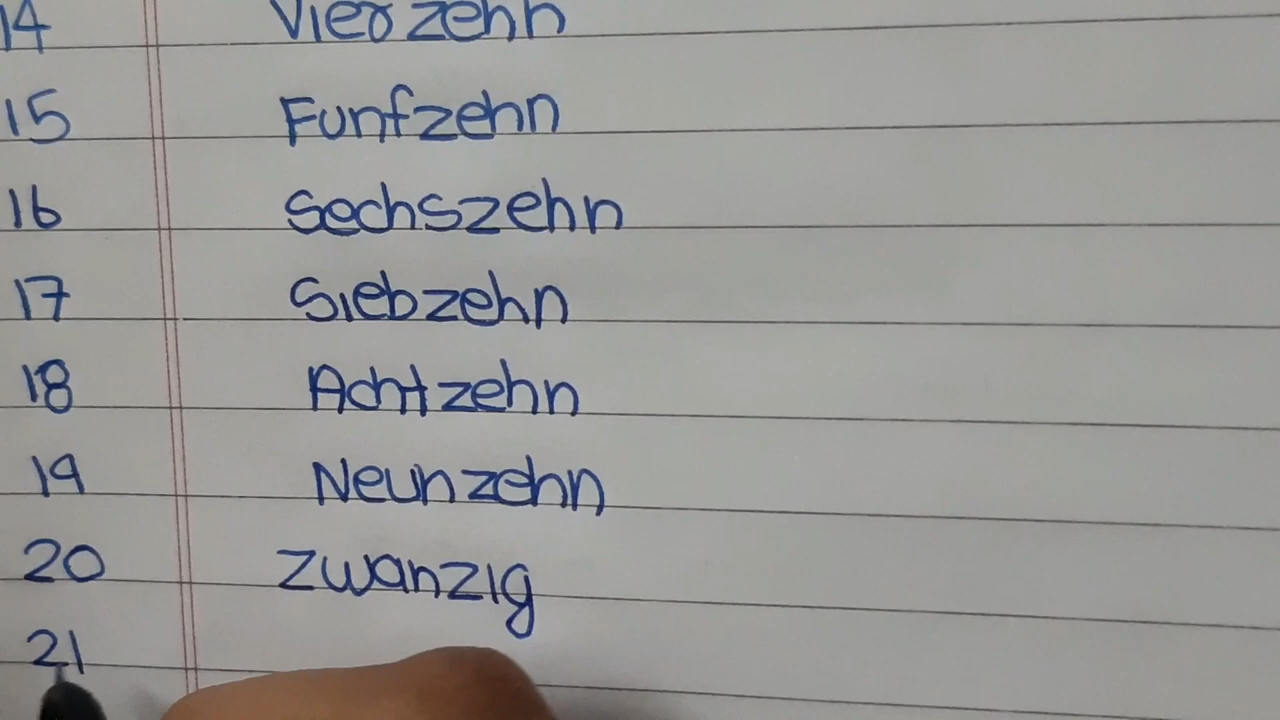 14 Vierzehn
15 Funfzehn
16 Sechszehn
17 Siebzehn
18 Achtzehn
19 Neunzehn
20 Zwanzig
21